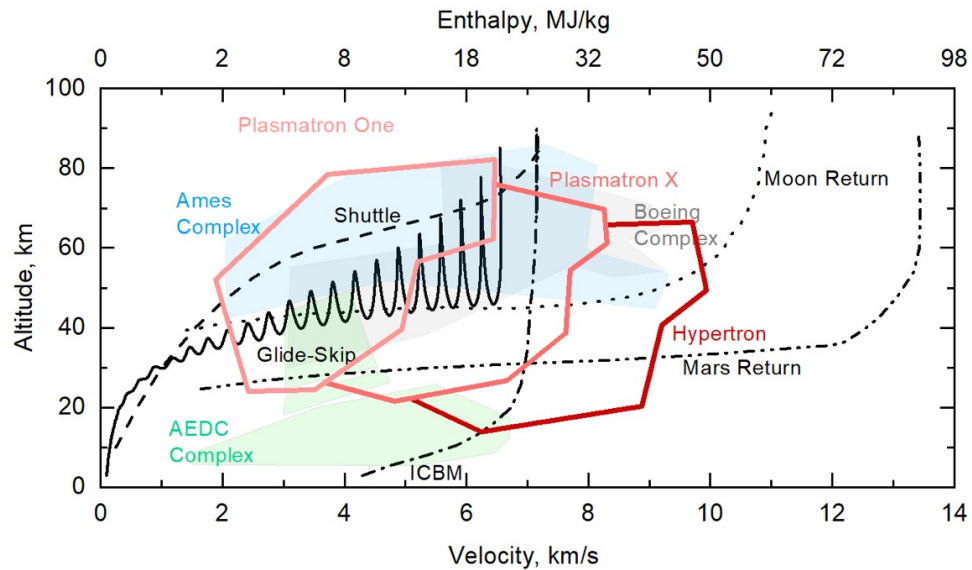 Enthalpy, MJ/kg
0 2 8 18 32 50 72 98
100
80
60
40
20
0
Altitude, km
Plasmatron One
Ames
Complex
Shuttle
Plasmatron X
Boeing
Complex
Moon Return
Glide-Skip
Hypertron
Mars Return
AEDC
Complex
ICBM
0 2 4 6 8 10 12 14
Velocity, km/s